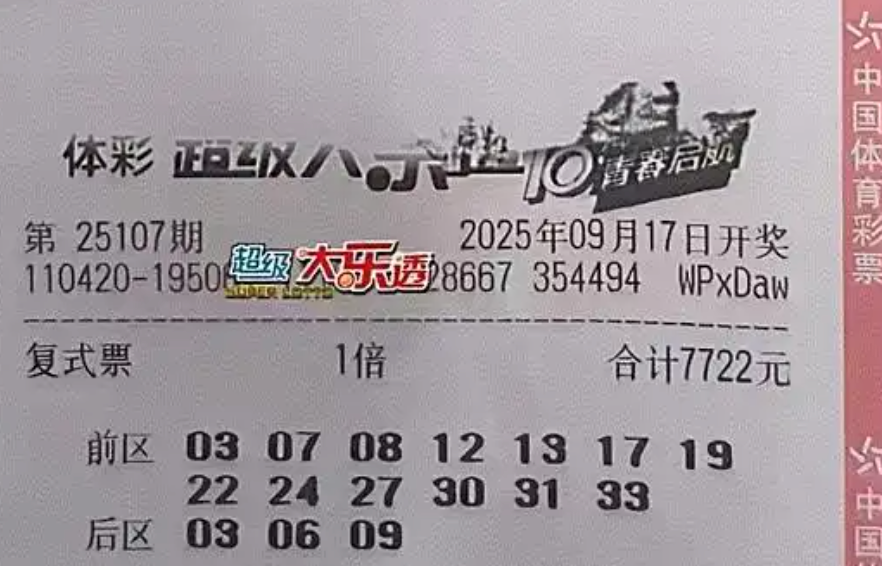 体彩 超级大乐透 10 青春启航
第 25107期 2025年09月17日开奖
110420-1950 28667 354494 WPxDaw
超级大乐透
SUPER LOTTO
复式票 1倍 合计7722元
前区 03 07 08 12 13 17 19
22 24 27 30 31 33
后区 03 06 09
中国体育彩票
中国体